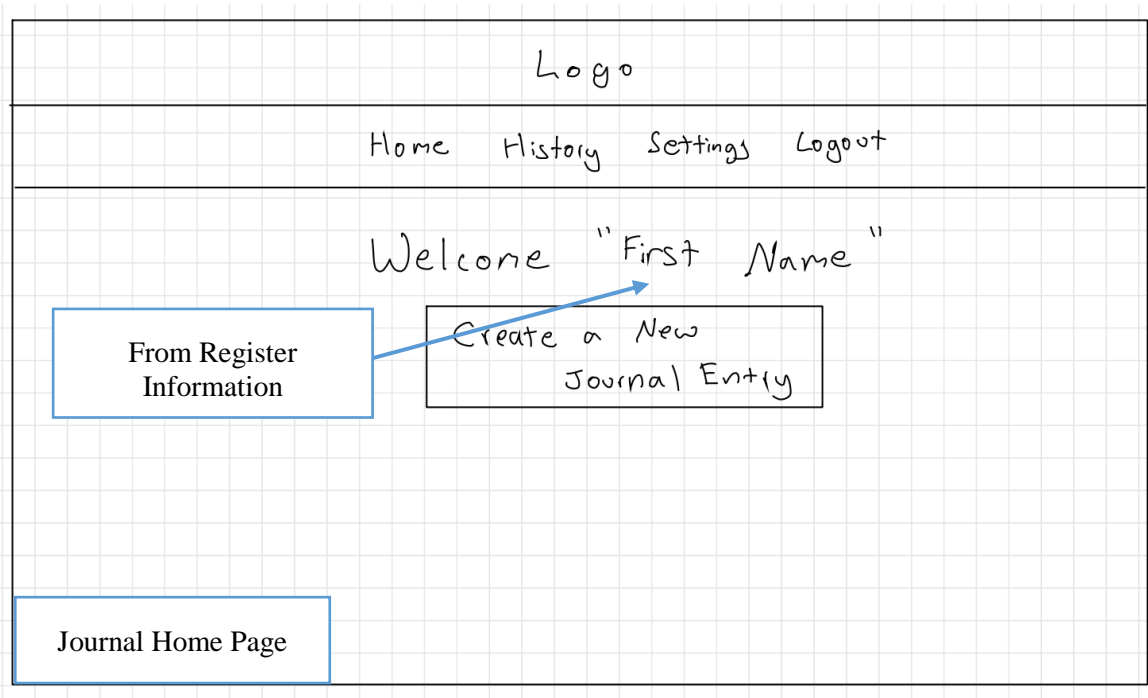 Logo
Home History Settings Logout
Welcome "First Name"
From Register
Information
Create a New
Journal Entry
Journal Home Page